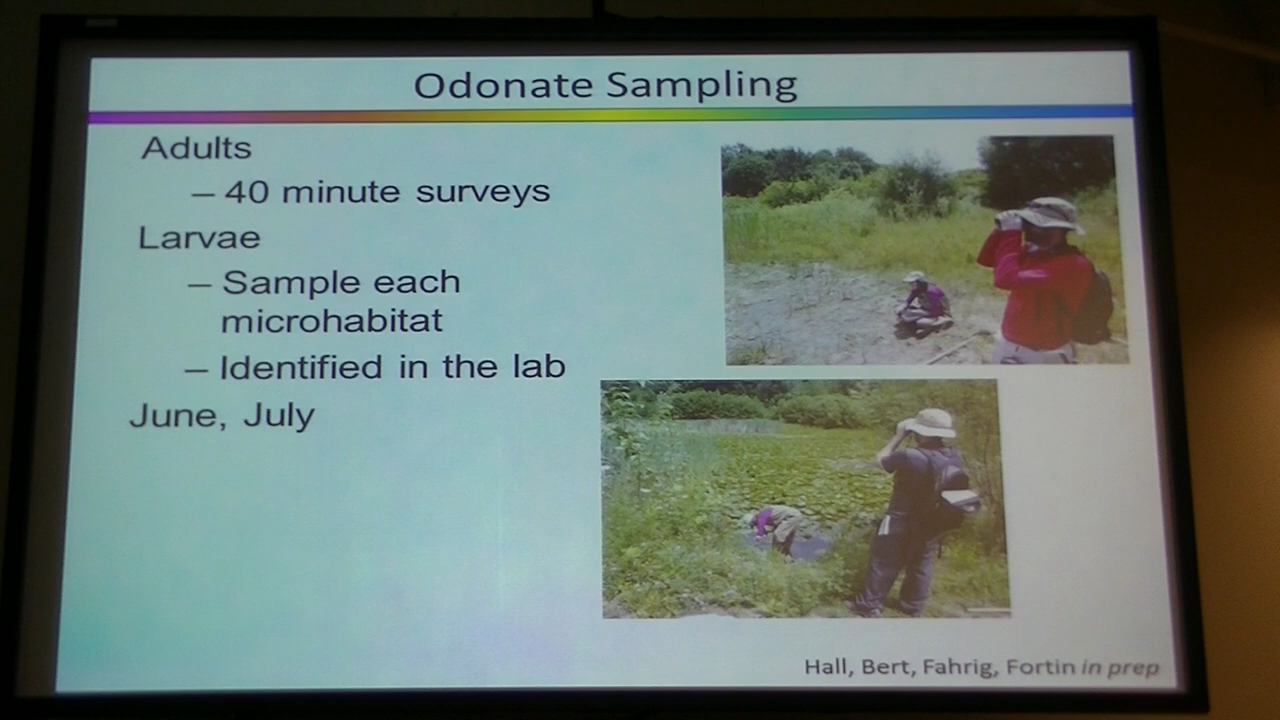 Odonate Sampling
Adults
– 40 minute surveys
Larvae
– Sample each
microhabitat
– Identified in the lab
June, July
Hall, Bert, Fahrig, Fortin in prep